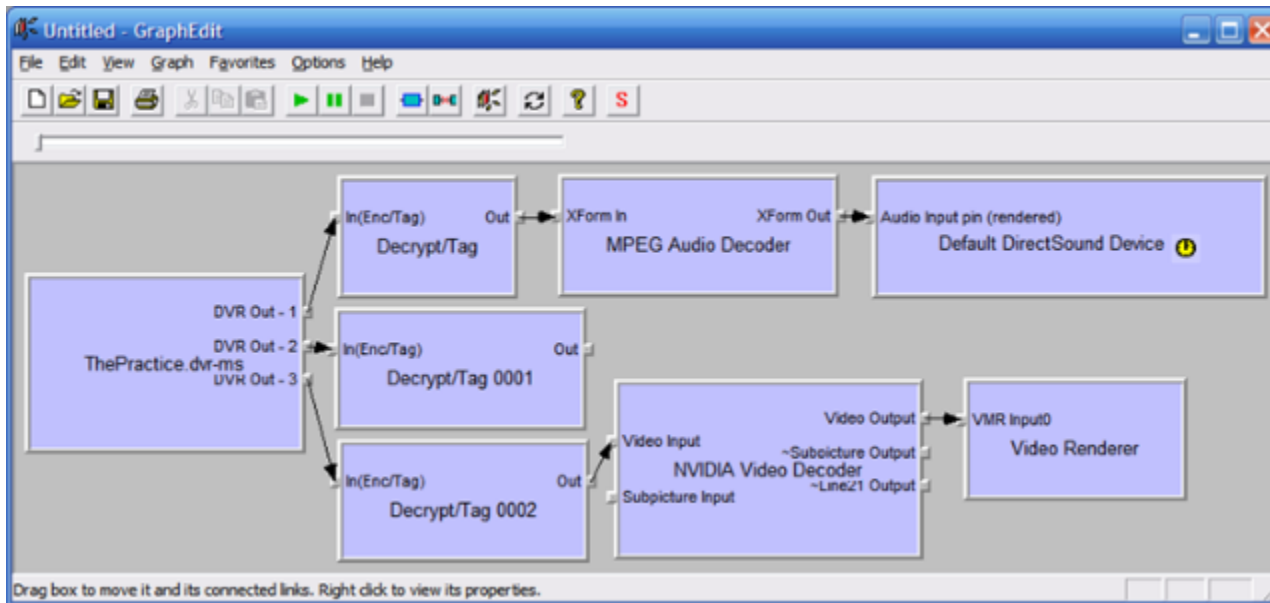 Untitled - GraphEdit
File Edit View Graph Favorites Options Help
S
In(Enc/Tag) Out
Decrypt/Tag
XForm In XForm Out
MPEG Audio Decoder
Audio Input pin (rendered)
Default DirectSound Device
DVR Out - 1
DVR Out - 2
ThePractice.dvr-ms
DVR Out - 3
In(Enc/Tag) Out
Decrypt/Tag 0001
In(Enc/Tag) Out
Decrypt/Tag 0002
Video Output
Video Input
~Subpicture Output
NVIDIA Video Decoder
~Line21 Output
Subpicture Input
VMR Input0
Video Renderer
Drag box to move it and its connected links. Right click to view its properties.